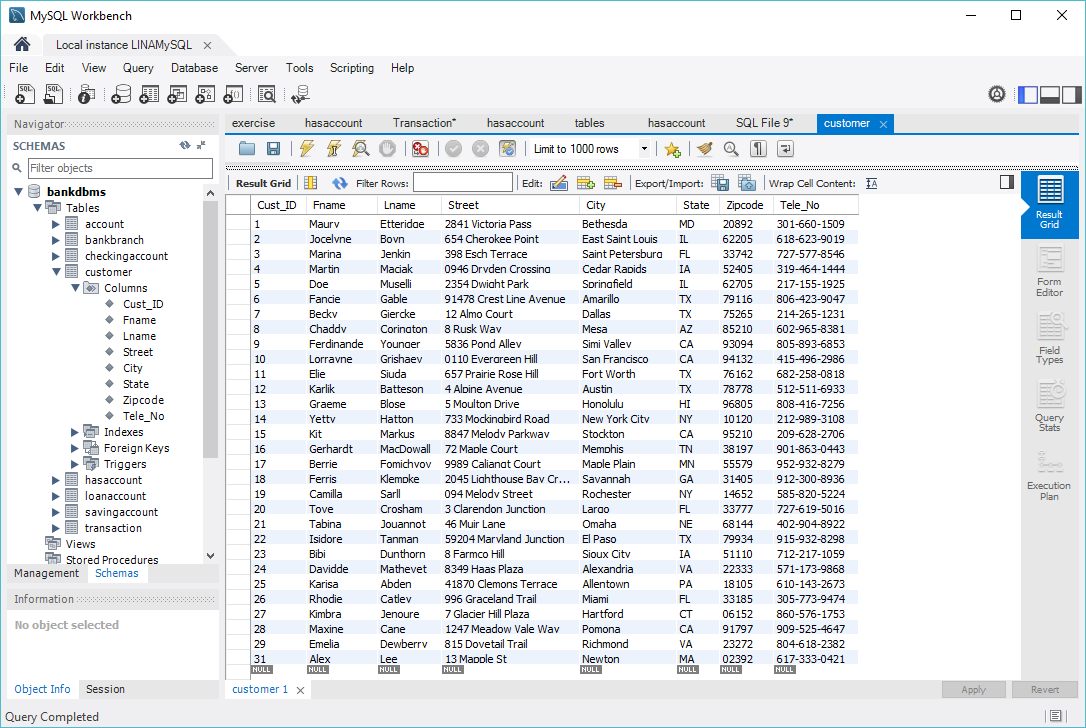 MySQL Workbench
Local instance LINAMySQL
File Edit View Query Database Server Tools Scripting Help
Navigator
SCHEMAS
Filter objects
bankdbms
Tables
account
bankbranch
checkingaccount
customer
Columns
Cust_ID
Fname
Lname
Street
City
State
Zipcode
Tele_No
Indexes
Foreign Keys
Triggers
hasaccount
loanaccount
savingaccount
transaction
Views
Stored Procedures
Management Schemas
Information
No object selected
Object Info Session
exercise hasaccount Transaction* hasaccount tables hasaccount SQL File 9* customer
Limit to 1000 rows
Result Grid Filter Rows: Edit: Export/Import: Wrap Cell Content:
Cust_ID Fname Lname Street City State Zipcode Tele_No
1 Maury Etteridge 2841 Victoria Pass Bethesda MD 20892 301-660-1509
2 Jocelyne Bovn 654 Cherokee Point East Saint Louis IL 62205 618-623-9019
3 Marina Jenkin 398 Esch Terrace Saint Petersburg FL 33742 727-577-8546
4 Martin Maciak 0946 Dryden Crossing Cedar Rapids IA 52405 319-464-1444
5 Doe Muselli 2354 Dwight Park Springfield IL 62705 217-155-1925
6 Fancie Gable 91478 Crest Line Avenue Amarillo TX 79116 806-423-9047
7 Becky Giercke 12 Almo Court Dallas TX 75265 214-265-1231
8 Chaddy Corington 8 Rusk Way Mesa AZ 85210 602-965-8381
9 Ferdinande Younger 5836 Pond Alley Simi Valley CA 93094 805-893-6853
10 Lorrayne Grishaev 0110 Evergreen Hill San Francisco CA 94132 415-496-2986
11 Elie Siuda 657 Prairie Rose Hill Fort Worth TX 76162 682-258-0818
12 Karlik Batteson 4 Alpine Avenue Austin TX 78778 512-511-6933
13 Graeme Blose 5 Moulton Drive Honolulu HI 96805 808-416-7256
14 Yetty Hatton 733 Mockingbird Road New York City NY 10120 212-989-3108
15 Kit Markus 8847 Melody Parkway Stockton CA 95210 209-628-2706
16 Gerhardt MacDowall 72 Maple Court Memphis TN 38197 901-863-0443
17 Berrie Fomichyov 9989 Caliangt Court Maple Plain MN 55579 952-932-8279
18 Ferris Klempke 2045 Lighthouse Bay Cr... Savannah GA 31405 912-300-8936
19 Camilla Sarll 094 Melody Street Rochester NY 14652 585-820-5224
20 Tove Crosham 3 Clarendon Junction Largo FL 33777 727-619-5016
21 Tabina Jouannot 46 Muir Lane Omaha NE 68144 402-904-8922
22 Isidore Tanman 59204 Maryland Junction El Paso TX 79934 915-932-8298
23 Bibi Dunthorn 8 Farmco Hill Sioux City IA 51110 712-217-1059
24 Davidde Mathevet 8349 Haas Plaza Alexandria VA 22333 571-173-9868
25 Karisa Abden 41870 Clemons Terrace Allentown PA 18105 610-143-2673
26 Rhodie Catley 996 Graceland Trail Miami FL 33185 305-773-9474
27 Kimbra Jenoure 7 Glacier Hill Plaza Hartford CT 06152 860-576-1753
28 Maxine Cane 1247 Meadow Vale Way Pomona CA 91797 909-525-4647
29 Emelia Dewberry 815 Dovetail Trail Richmond VA 23272 804-618-2382
31 Alex Lee 13 Mapple St Newton MA 02392 617-333-0421
NULL NULL NULL NULL NULL NULL NULL NULL
customer 1
Apply Revert
Result
Grid
Form
Editor
Field
Types
Query
Stats
Execution
Plan
Query Completed